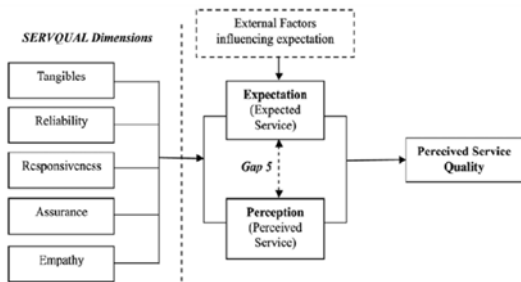 SERVQUAL Dimensions
Tangibles
Reliability
Responsiveness
Assurance
Empathy
External Factors
influencing expectation
Expectation
(Expected
Service)
Gap 5
Perception
(Perceived
Service)
Perceived Service
Quality